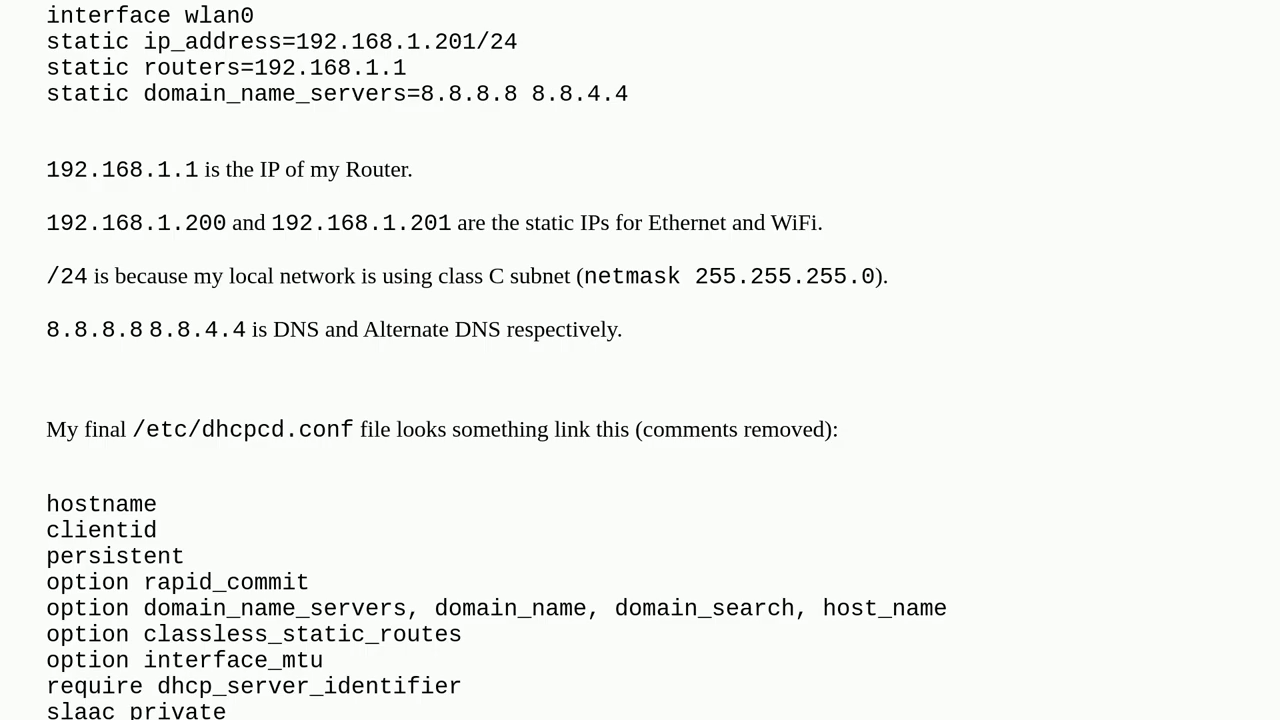 interface wlan0
static ip_address=192.168.1.201/24
static routers=192.168.1.1
static domain_name_servers=8.8.8.8 8.8.4.4
192.168.1.1 is the IP of my Router.
192.168.1.200 and 192.168.1.201 are the static IPs for Ethernet and WiFi.
/24 is because my local network is using class C subnet (netmask 255.255.255.0).
8.8.8.8 8.8.4.4 is DNS and Alternate DNS respectively.
My final /etc/dhcpcd.conf file looks something link this (comments removed):
hostname
clientid
persistent
option rapid_commit
option domain_name_servers, domain_name, domain_search, host_name
option classless_static_routes
option interface_mtu
require dhcp_server_identifier
slaac private